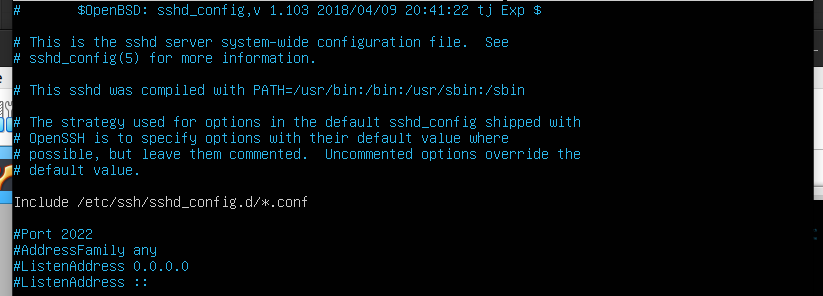 #       $OpenBSD: sshd_config,v 1.103 2018/04/09 20:41:22 tj Exp $
# This is the sshd server system-wide configuration file.  See
# sshd_config(5) for more information.
# This sshd was compiled with PATH=/usr/bin:/bin:/usr/sbin:/sbin
# The strategy used for options in the default sshd_config shipped with
# OpenSSH is to specify options with their default value where
# possible, but leave them commented.  Uncommented options override the
# default value.
Include /etc/ssh/sshd_config.d/*.conf
#Port 2022
#AddressFamily any
#ListenAddress 0.0.0.0
#ListenAddress ::